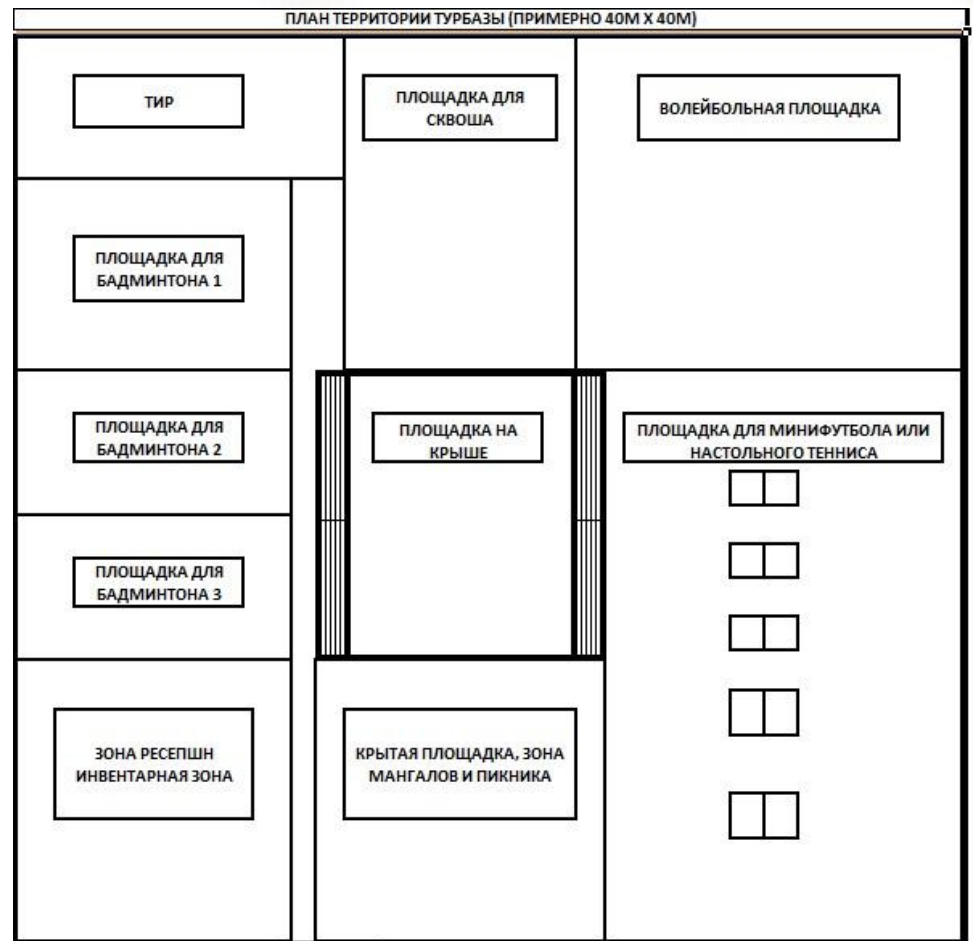 ПЛАН ТЕРРИТОРИИ ТУРБАЗЫ (ПРИМЕРНО 40М Х 40М)
ТИР
ПЛОЩАДКА ДЛЯ
СКВОША
ВОЛЕЙБОЛЬНАЯ ПЛОЩАДКА
ПЛОЩАДКА ДЛЯ
БАДМИНТОНА 1
ПЛОЩАДКА ДЛЯ
БАДМИНТОНА 2
ПЛОЩАДКА НА
КРЫШЕ
ПЛОЩАДКА ДЛЯ МИНИФУТБОЛА ИЛИ
НАСТОЛЬНОГО ТЕННИСА
ПЛОЩАДКА ДЛЯ
БАДМИНТОНА 3
ЗОНА РЕСЕПШН
ИНВЕНТАРНАЯ ЗОНА
КРЫТАЯ ПЛОЩАДКА, ЗОНА
МАНГАЛОВ И ПИКНИКА